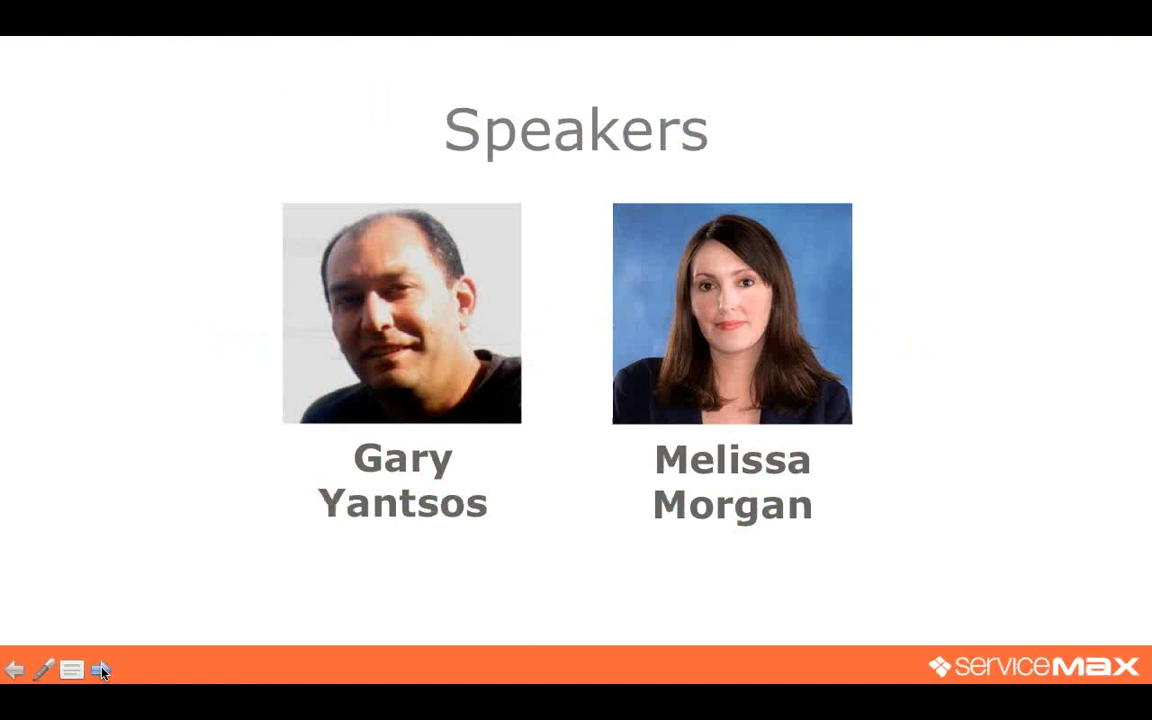 Speakers
Gary
Yantsos
Melissa
Morgan
serviceMAX